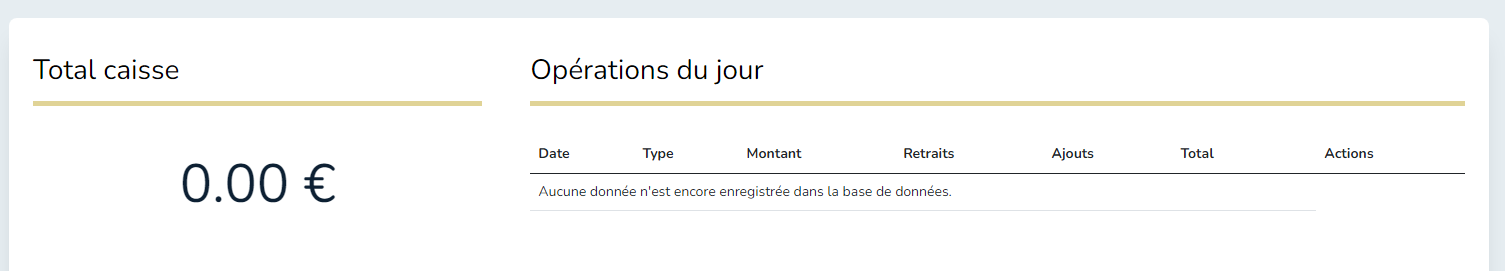 Total caisse
0.00 €
Opérations du jour
Date Type Montant Retraits Ajouts Total Actions
Aucune donnée n'est encore enregistrée dans la base de données.